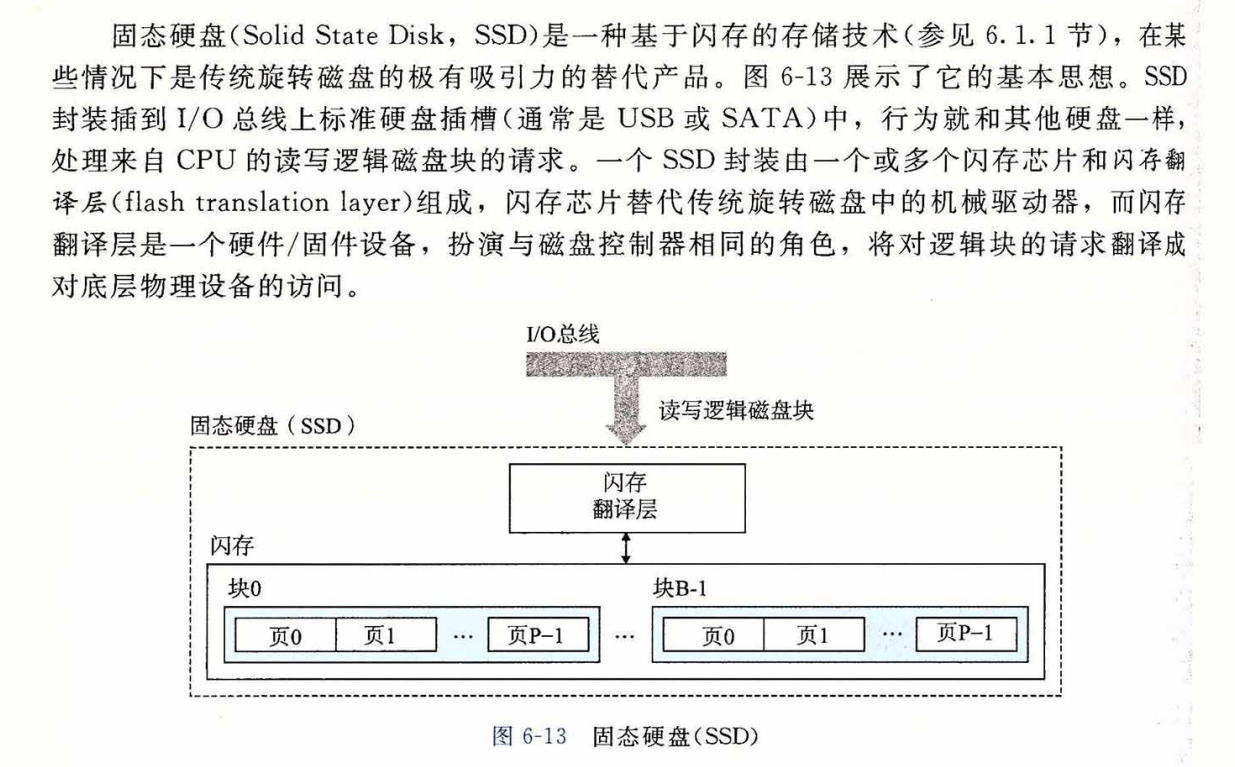 固态硬盘(Solid State Disk，SSD)是一种基于闪存的存储技术(参见 6.1.1 节)，在某
些情况下是传统旋转磁盘的极有吸引力的替代产品。图 6-13 展示了它的基本思想。SSD
封装插到 I/O 总线上标准硬盘插槽(通常是 USB 或 SATA)中，行为就和其他硬盘一样，
处理来自 CPU 的读写逻辑磁盘块的请求。一个 SSD 封装由一个或多个闪存芯片和闪存翻
译层(flash translation layer)组成，闪存芯片替代传统旋转磁盘中的机械驱动器，而闪存
翻译层是一个硬件/固件设备，扮演与磁盘控制器相同的角色，将对逻辑块的请求翻译成
对底层物理设备的访问。
I/O总线
读写逻辑磁盘块
固态硬盘（SSD）
闪存
翻译层
闪存
块0 块B-1
页0 页1 … 页P-1 … 页0 页1 … 页P-1
图 6-13 固态硬盘(SSD)